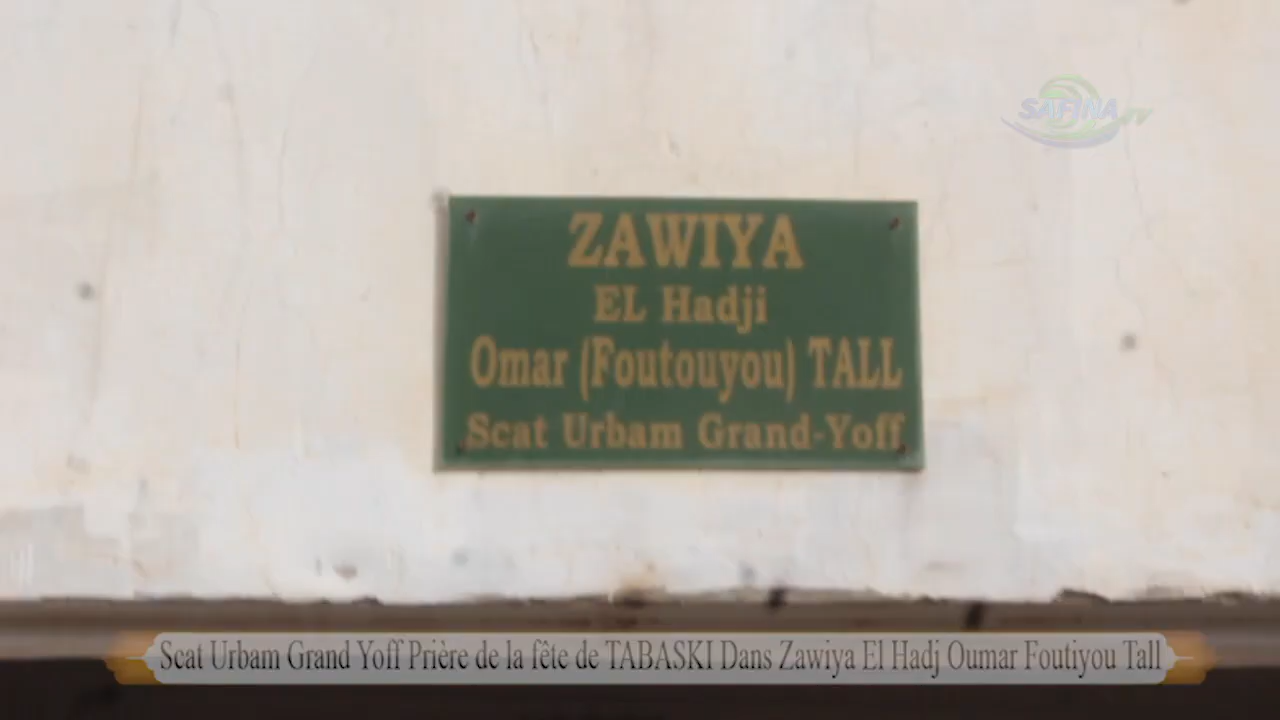 SAFINA TV
ZAWIYA
EL Hadji
Omar (Foutouyou) TALL
Scat Urbam Grand-Yoff
Scat Urbam Grand Yoff Prière de la fête de TABASKI Dans Zawiya El Hadj Oumar Foutiyou Tall